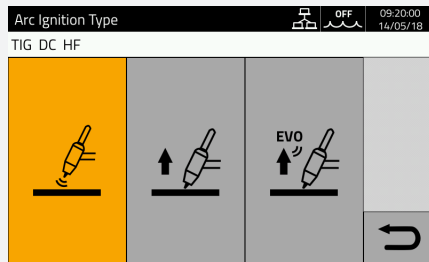 Arc Ignition Type
OFF
09:20:00
14/05/18
TIG DC HF
EVO